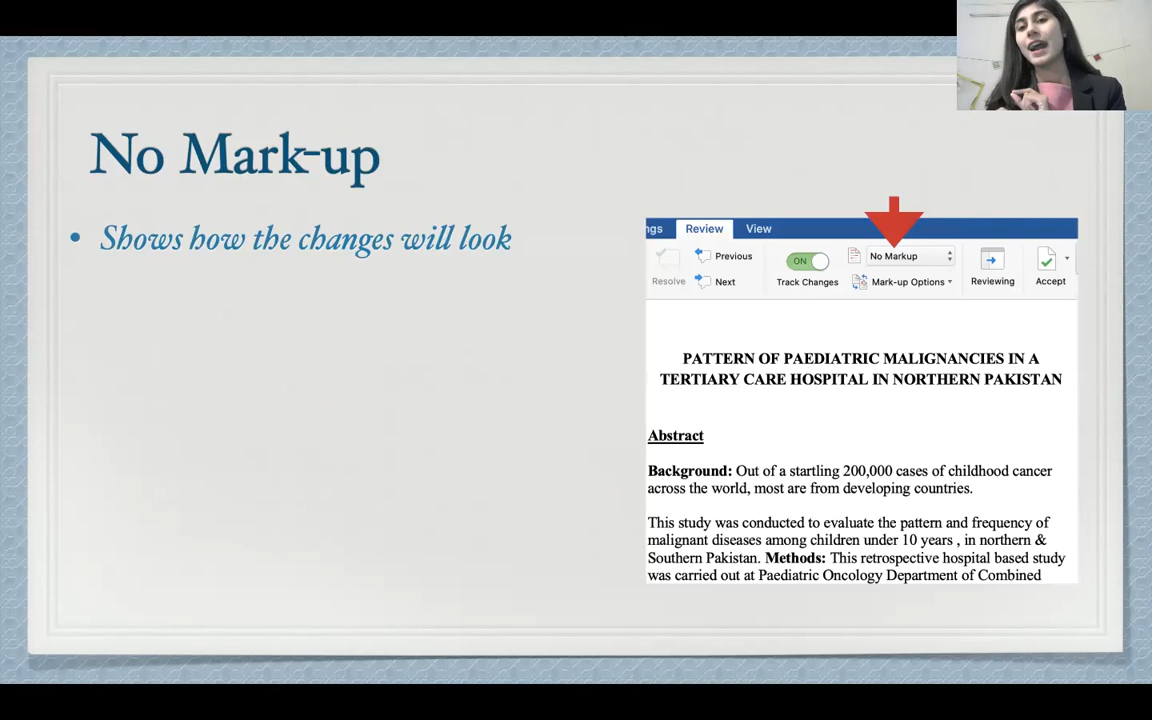 No Mark-up
• Shows how the changes will look
ngs Review View
Previous No Markup
ON
Resolve Next Track Changes Mark-up Options Reviewing Accept
PATTERN OF PAEDIATRIC MALIGNANCIES IN A
TERTIARY CARE HOSPITAL IN NORTHERN PAKISTAN
Abstract
Background: Out of a startling 200,000 cases of childhood cancer
across the world, most are from developing countries.
This study was conducted to evaluate the pattern and frequency of
malignant diseases among children under 10 years , in northern &
Southern Pakistan. Methods: This retrospective hospital based study
was carried out at Paediatric Oncology Department of Combined